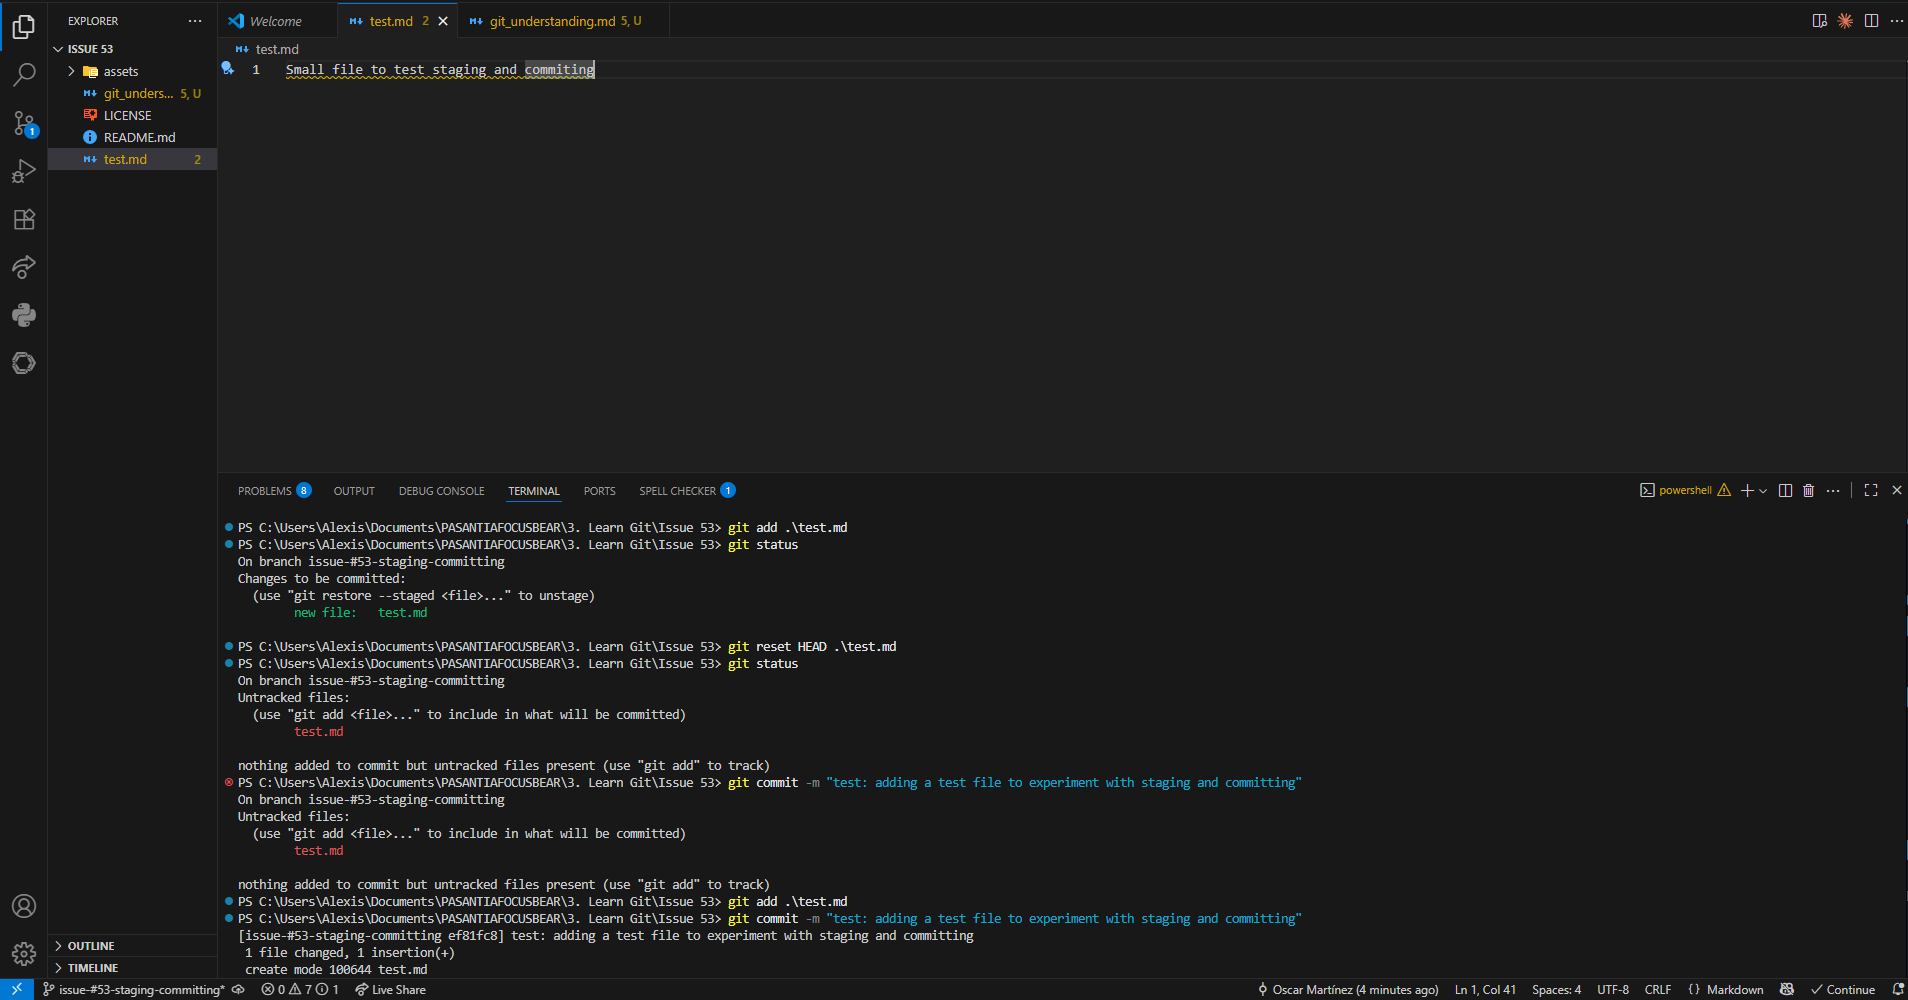 EXPLORER
ISSUE 53
assets
git_unders... 5, U
LICENSE
README.md
test.md 2
1
OUTLINE
TIMELINE
Welcome
test.md 2
git_understanding.md 5, U
test.md
1 Small file to test staging and commiting
PROBLEMS 8 OUTPUT DEBUG CONSOLE TERMINAL PORTS SPELL CHECKER 1
powershell
PS C:\Users\Alexis\Documents\PASANTIAFOCUSBEAR\3. Learn Git\Issue 53> git add .\test.md
PS C:\Users\Alexis\Documents\PASANTIAFOCUSBEAR\3. Learn Git\Issue 53> git status
On branch issue-#53-staging-committing
Changes to be committed:
(use "git restore --staged <file>..." to unstage)
new file: test.md
PS C:\Users\Alexis\Documents\PASANTIAFOCUSBEAR\3. Learn Git\Issue 53> git reset HEAD .\test.md
PS C:\Users\Alexis\Documents\PASANTIAFOCUSBEAR\3. Learn Git\Issue 53> git status
On branch issue-#53-staging-committing
Untracked files:
(use "git add <file>..." to include in what will be committed)
test.md
nothing added to commit but untracked files present (use "git add" to track)
PS C:\Users\Alexis\Documents\PASANTIAFOCUSBEAR\3. Learn Git\Issue 53> git commit -m "test: adding a test file to experiment with staging and committing"
On branch issue-#53-staging-committing
Untracked files:
(use "git add <file>..." to include in what will be committed)
test.md
nothing added to commit but untracked files present (use "git add" to track)
PS C:\Users\Alexis\Documents\PASANTIAFOCUSBEAR\3. Learn Git\Issue 53> git add .\test.md
PS C:\Users\Alexis\Documents\PASANTIAFOCUSBEAR\3. Learn Git\Issue 53> git commit -m "test: adding a test file to experiment with staging and committing"
[issue-#53-staging-committing ef81fc8] test: adding a test file to experiment with staging and committing
1 file changed, 1 insertion(+)
create mode 100644 test.md
issue-#53-staging-committing* 0 7 1 Live Share Oscar Martínez (4 minutes ago) Ln 1, Col 41 Spaces: 4 UTF-8 CRLF {} Markdown Continue